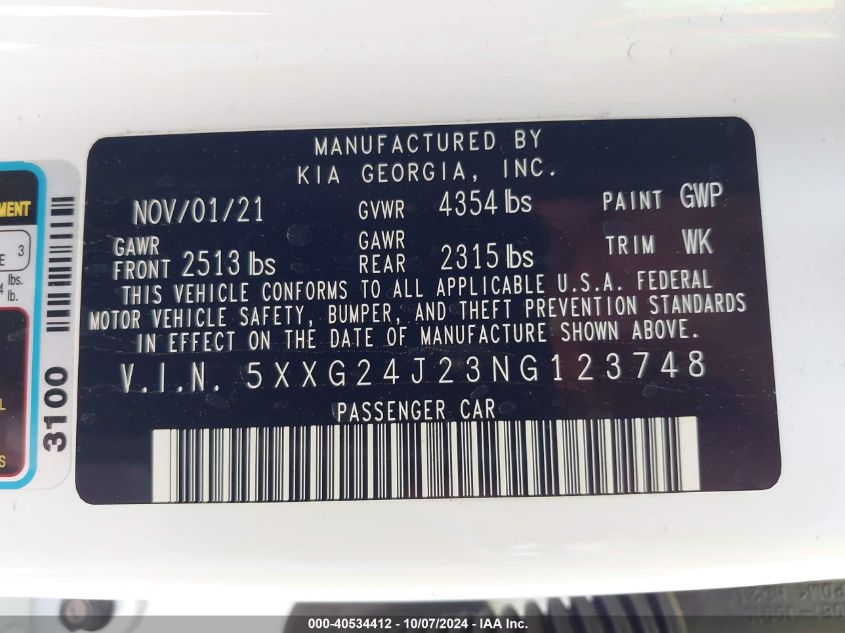 MANUFACTURED BY
KIA GEORGIA, INC.
NOV/01/21 GVWR 4354 lbs PAINT GWP
GAWR FRONT 2513 lbs GAWR REAR 2315 lbs TRIM WK
THIS VEHICLE CONFORMS TO ALL APPLICABLE U.S.A. FEDERAL
MOTOR VEHICLE SAFETY, BUMPER, AND THEFT PREVENTION STANDARDS
IN EFFECT ON THE DATE OF MANUFACTURE SHOWN ABOVE.
V.I.N. 5XXG24J23NG123748
PASSENGER CAR
3
lbs.
lb.
3100
000-40534412 - 10/07/2024 - IAA Inc.